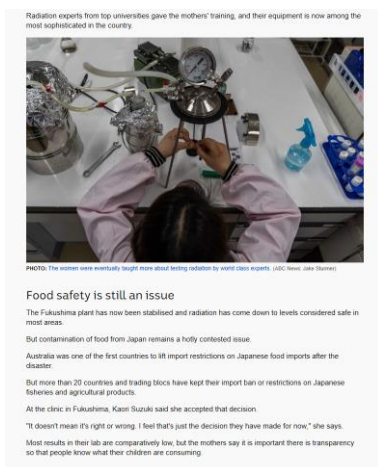 Radiation experts from top universities gave the mothers' training, and their equipment is now among the
most sophisticated in the country.
PHOTO: The women were eventually taught more about testing radiation by world class experts. (ABC News: Jake Sturmer)
Food safety is still an issue
The Fukushima plant has now been stabilised and radiation has come down to levels considered safe in
most areas.
But contamination of food from Japan remains a hotly contested issue.
Australia was one of the first countries to lift import restrictions on Japanese food imports after the
disaster.
But more than 20 countries and trading blocs have kept their import ban or restrictions on Japanese
fisheries and agricultural products.
At the clinic in Fukushima, Kaori Suzuki said she accepted that decision.
"It doesn't mean it's right or wrong. I feel that's just the decision they have made for now," she says.
Most results in their lab are comparatively low, but the mothers say it is important there is transparency
so that people know what their children are consuming.